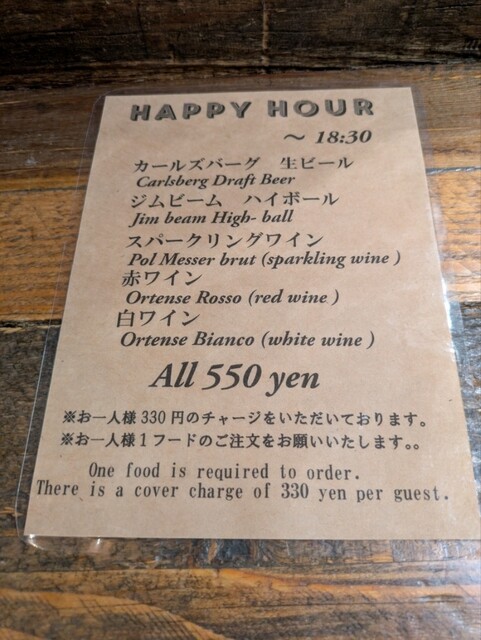 HAPPY HOUR
～ 18:30
カールズバーグ 生ビール
Carlsberg Draft Beer
ジムビーム ハイボール
Jim beam High- ball
スパークリングワイン
Pol Messer brut (sparkling wine )
赤ワイン
Ortense Rosso (red wine )
白ワイン
Ortense Bianco (white wine )
All 550 yen
※お一人様330円のチャージをいただいております。
※お一人様1フードのご注文をお願いいたします。。
One food is required to order.
There is a cover charge of 330 yen per guest.